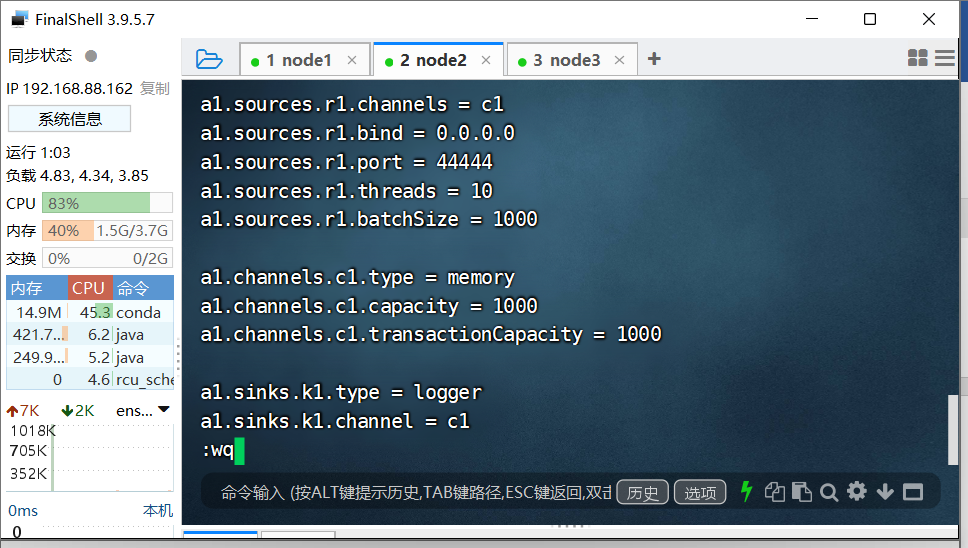 FinalShell 3.9.5.7
同步状态
IP 192.168.88.162 复制
系统信息
运行 1:03
负载 4.83, 4.34, 3.85
CPU 83%
内存 40% 1.5G/3.7G
交换 0% 0/2G
内存 CPU 命令
14.9M 45.3 conda
421.7... 6.2 java
249.9... 5.2 java
0 4.6 rcu_sche
7K 2K ens...
1018K
705K
352K
0ms 本机
0
1 node1
2 node2
3 node3
a1.sources.r1.channels = c1
a1.sources.r1.bind = 0.0.0.0
a1.sources.r1.port = 44444
a1.sources.r1.threads = 10
a1.sources.r1.batchSize = 1000
a1.channels.c1.type = memory
a1.channels.c1.capacity = 1000
a1.channels.c1.transactionCapacity = 1000
a1.sinks.k1.type = logger
a1.sinks.k1.channel = c1
:wq
命令输入 (按ALT键提示历史,TAB键路径,ESC键返回,双击 历史 选项